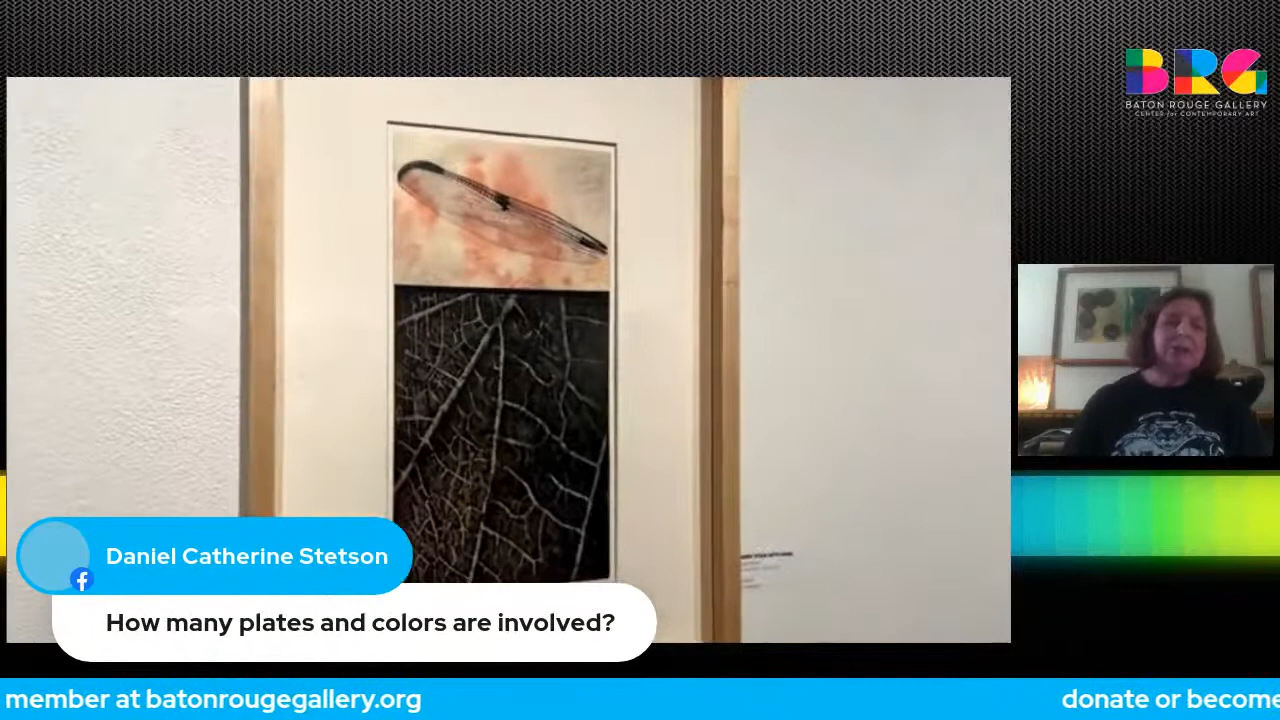 BRG
BATON ROUGE GALLERY
CENTER for CONTEMPORARY ART
Daniel Catherine Stetson
How many plates and colors are involved?
member at batonrougegallery.org
donate or become